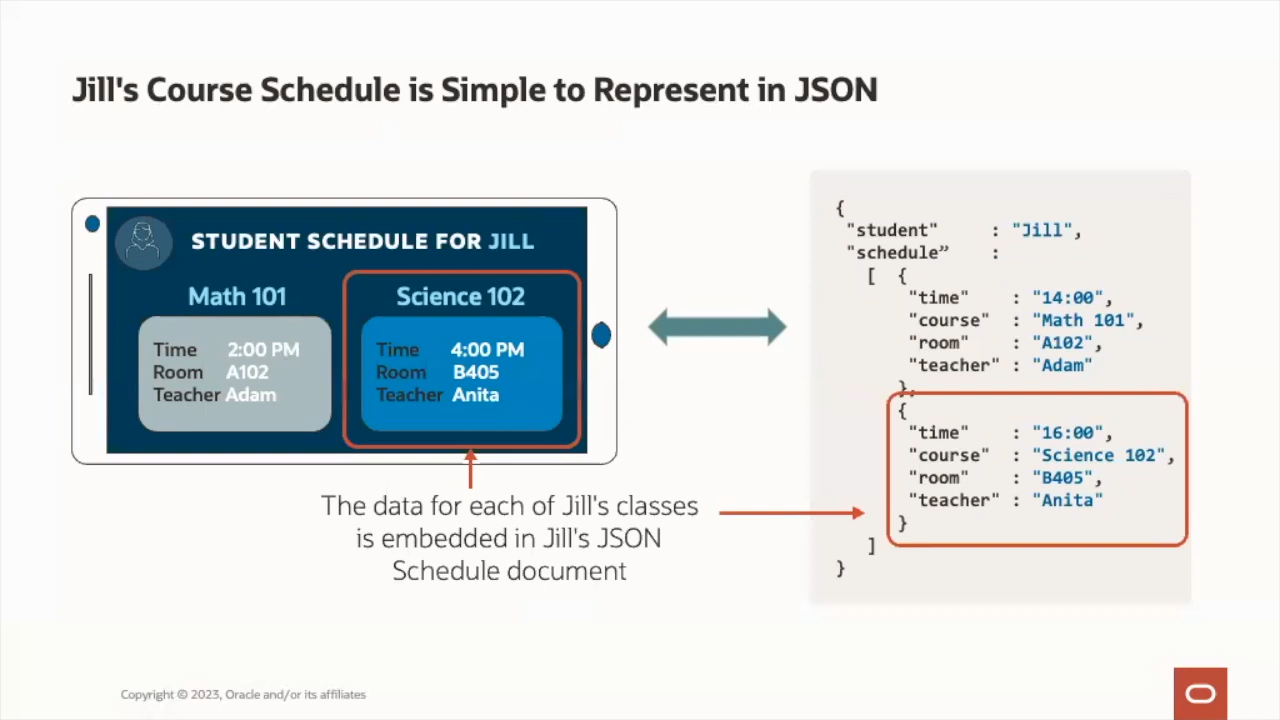 Jill's Course Schedule is Simple to Represent in JSON
STUDENT SCHEDULE FOR JILL
Math 101
Time 2:00 PM
Room A102
Teacher Adam
Science 102
Time 4:00 PM
Room B405
Teacher Anita
The data for each of Jill's classes
is embedded in Jill's JSON
Schedule document
{
"student" : "Jill",
"schedule” :
[ {
"time" : "14:00",
"course" : "Math 101",
"room" : "A102",
"teacher" : "Adam"
},
{
"time" : "16:00",
"course" : "Science 102",
"room" : "B405",
"teacher" : "Anita"
}
]
}
Copyright © 2023, Oracle and/or its affiliates